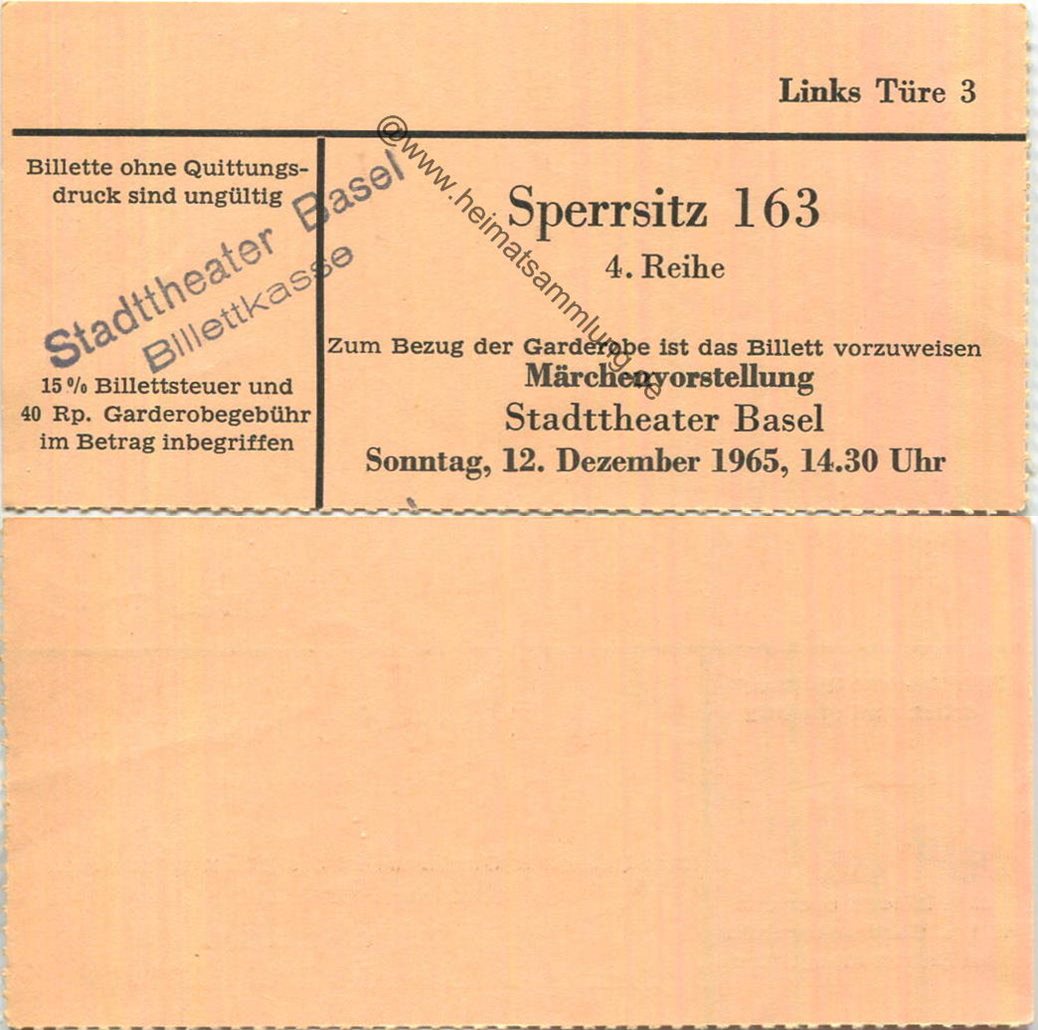 Links Türe 3
Billette ohne Quittungs-
druck sind ungültig
Stadttheater Basel
Billettkasse
15% Billettsteuer und
40 Rp. Garderobegebühr
im Betrag inbegriffen
Sperrsitz 163
4. Reihe
Zum Bezug der Garderobe ist das Billett vorzuweisen
Märchenvorstellung
Stadttheater Basel
Sonntag, 12. Dezember 1965, 14.30 Uhr
@www.heimatsammlung.de